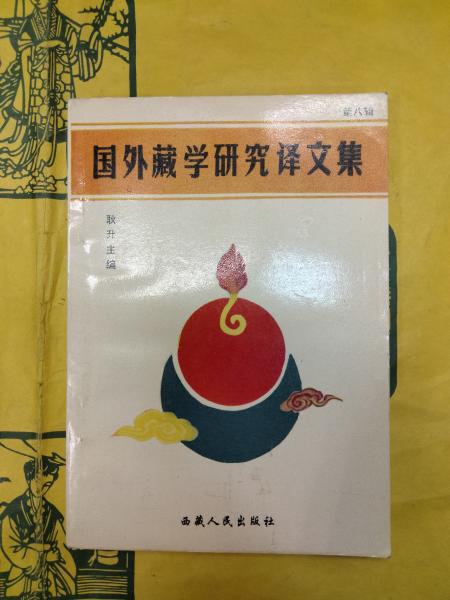 第八辑
国外藏学研究译文集
耿升主编
西藏人民出版社